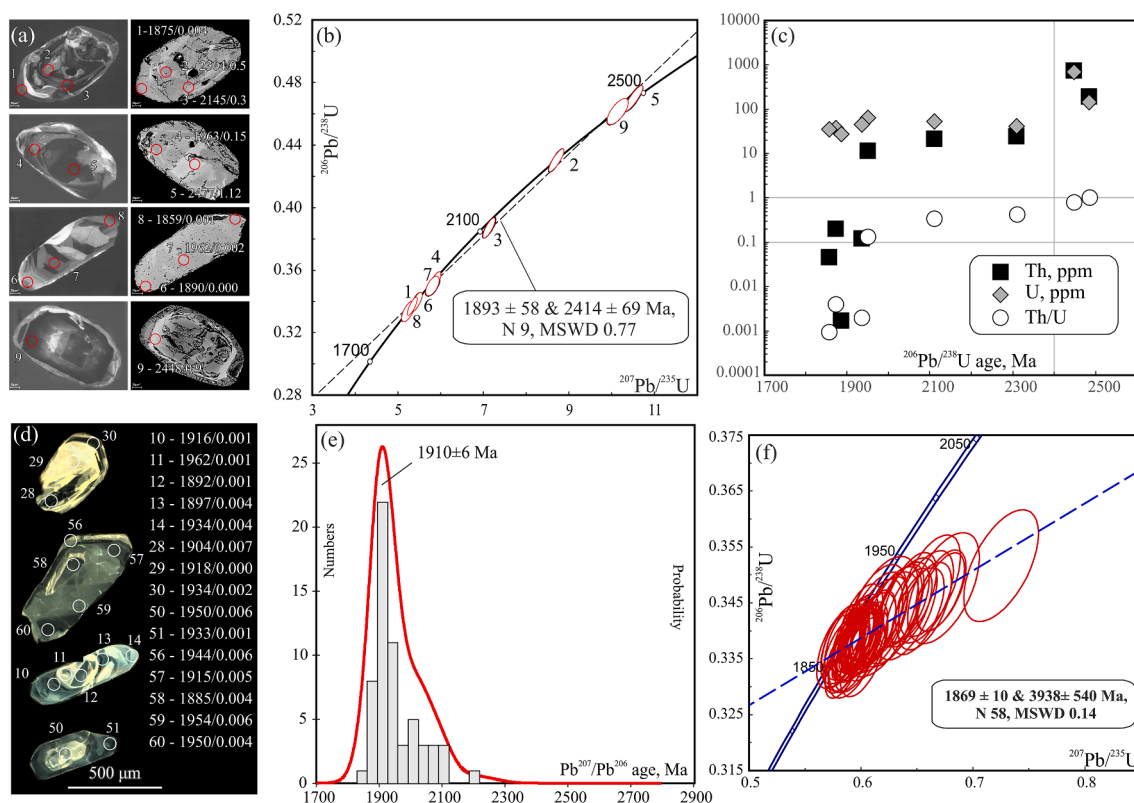 (a)
1-1875/0.004
2 - 2304/0.5
3 - 2145/0.3
1
2
3
4 - 1963/0.15
5 - 2477/1.12
4
5
8 - 1859/0.001
7 - 1962/0.002
6 - 1890/0.000
8
6
7
9 - 2448/0.9
9
(b)
0.52
0.48
0.44
0.40
0.36
0.32
0.28
206Pb/238U
2500
5
9
2
2100
3
4
7
1
6
8
1700
1893 ± 58 & 2414 ± 69 Ma,
N 9, MSWD 0.77
207Pb/235U
3 5 7 9 11
(c)
10000
1000
100
10
1
0.1
0.01
0.001
0.0001
Th, ppm
U, ppm
Th/U
206Pb/238U age, Ma
1700 1900 2100 2300 2500
(d)
30
29
28
56
57
58
59
60
13
14
11
10
12
50
51
500 µm
10 - 1916/0.001
11 - 1962/0.001
12 - 1892/0.001
13 - 1897/0.004
14 - 1934/0.004
28 - 1904/0.007
29 - 1918/0.000
30 - 1934/0.002
50 - 1950/0.006
51 - 1933/0.001
56 - 1944/0.006
57 - 1915/0.005
58 - 1885/0.004
59 - 1954/0.006
60 - 1950/0.004
(e)
1910±6 Ma
25
20
15
10
5
0
Numbers
Probability
Pb207/Pb206 age, Ma
1700 1900 2100 2300 2500 2700 2900
(f)
0.375
0.365
0.355
0.345
0.335
0.325
0.315
206Pb/238U
2050
1950
1850
1869 ± 10 & 3938± 540 Ma,
N 58, MSWD 0.14
207Pb/235U
0.5 0.6 0.7 0.8